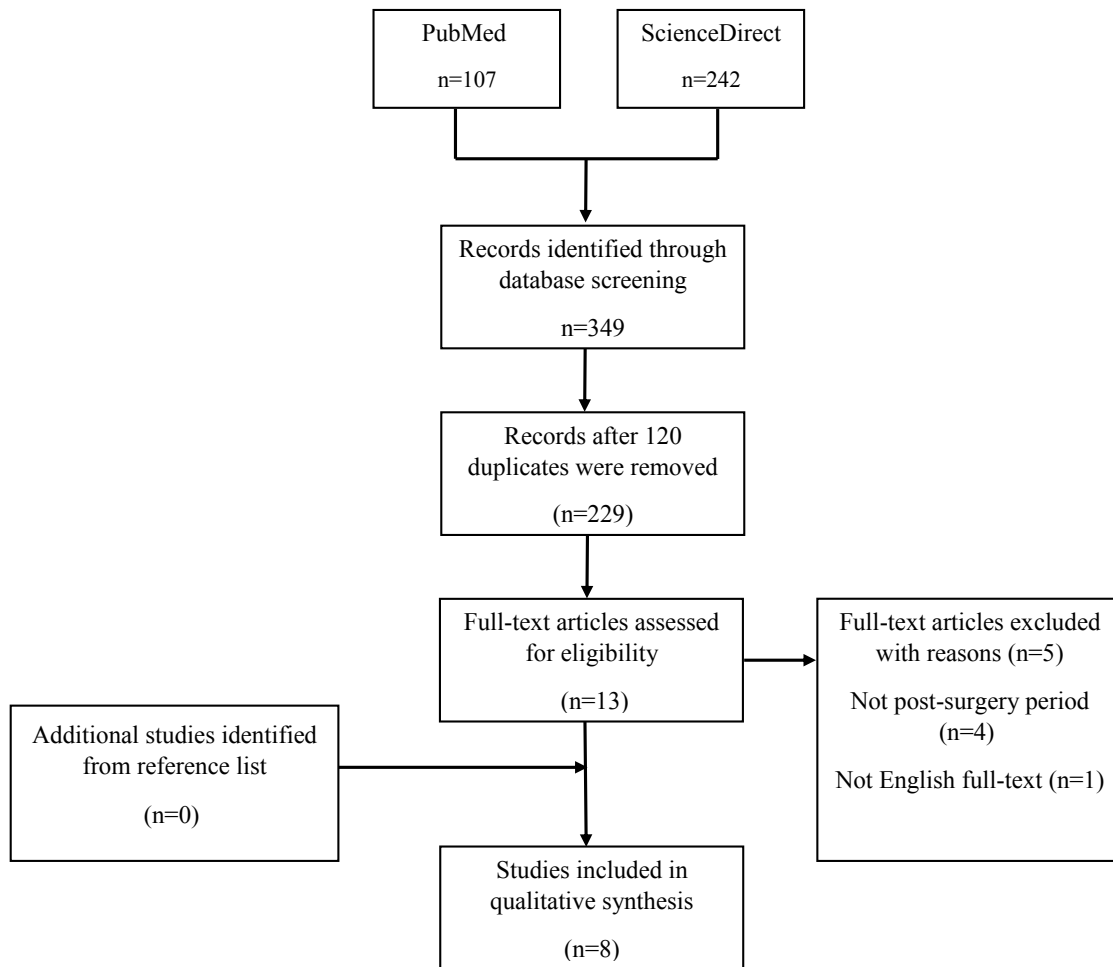 PubMed
n=107
ScienceDirect
n=242
Records identified through
database screening
n=349
Records after 120
duplicates were removed
(n=229)
Full-text articles assessed
for eligibility
(n=13)
Full-text articles excluded
with reasons (n=5)
Not post-surgery period
(n=4)
Not English full-text (n=1)
Additional studies identified
from reference list
(n=0)
Studies included in
qualitative synthesis
(n=8)